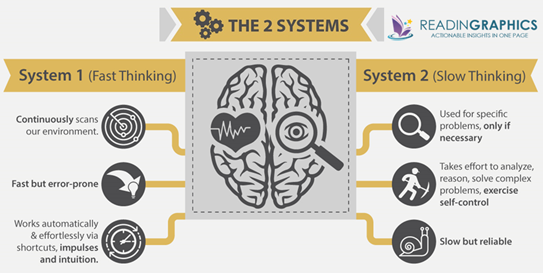 THE 2 SYSTEMS
READINGRAPHICS
ACTIONABLE INSIGHTS IN ONE PAGE
System 1 (Fast Thinking)
Continuously scans
our environment.
Fast but error-prone
Works automatically
& effortlessly via
shortcuts, impulses
and intuition.
System 2 (Slow Thinking)
Used for specific
problems, only if
necessary
Takes effort to analyze,
reason, solve complex
problems, exercise
self-control
Slow but reliable